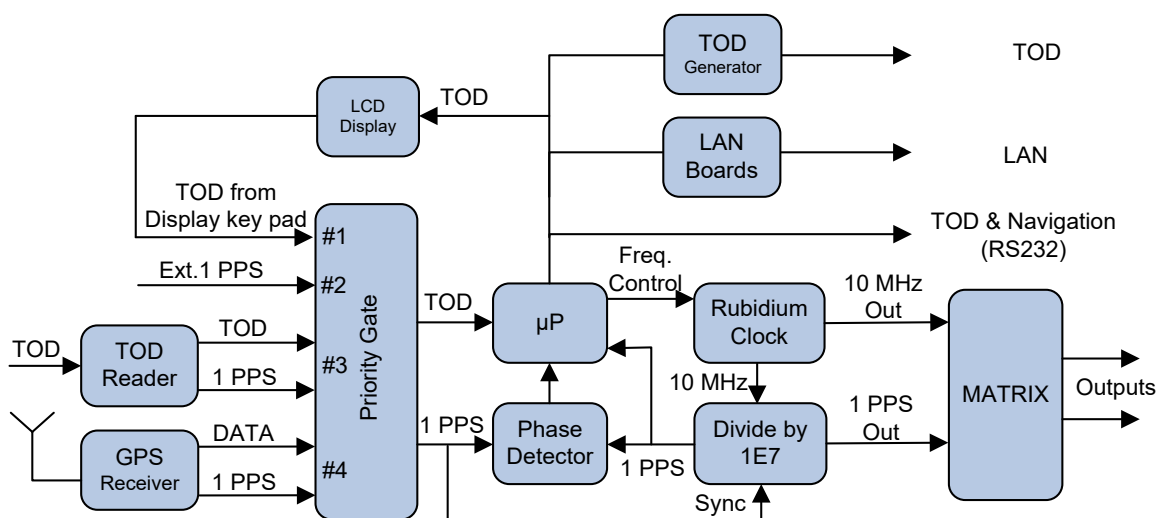 TOD
Generator
TOD
LCD
Display
TOD
LAN
Boards
LAN
TOD from
Display key pad
TOD & Navigation
(RS232)
#1
Ext.1 PPS
#2
Freq.
Control
TOD
µP
Rubidium
Clock
10 MHz
Out
TOD
TOD
Reader
TOD
1 PPS
#3
Priority Gate
10 MHz
MATRIX
Outputs
GPS
Receiver
DATA
1 PPS
#4
1 PPS
Phase
Detector
1 PPS
Divide by
1E7
1 PPS
Out
Sync